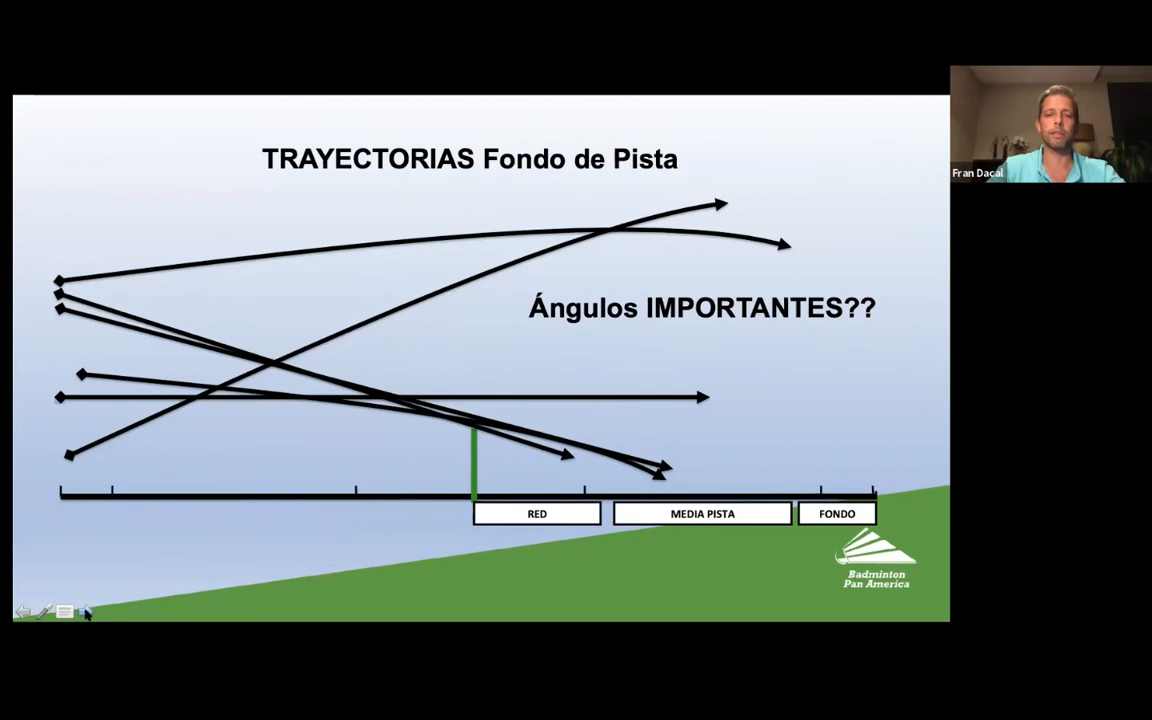 TRAYECTORIAS Fondo de Pista
Fran Dacal
Ángulos IMPORTANTES??
RED
MEDIA PISTA
FONDO
Badminton
Pan America